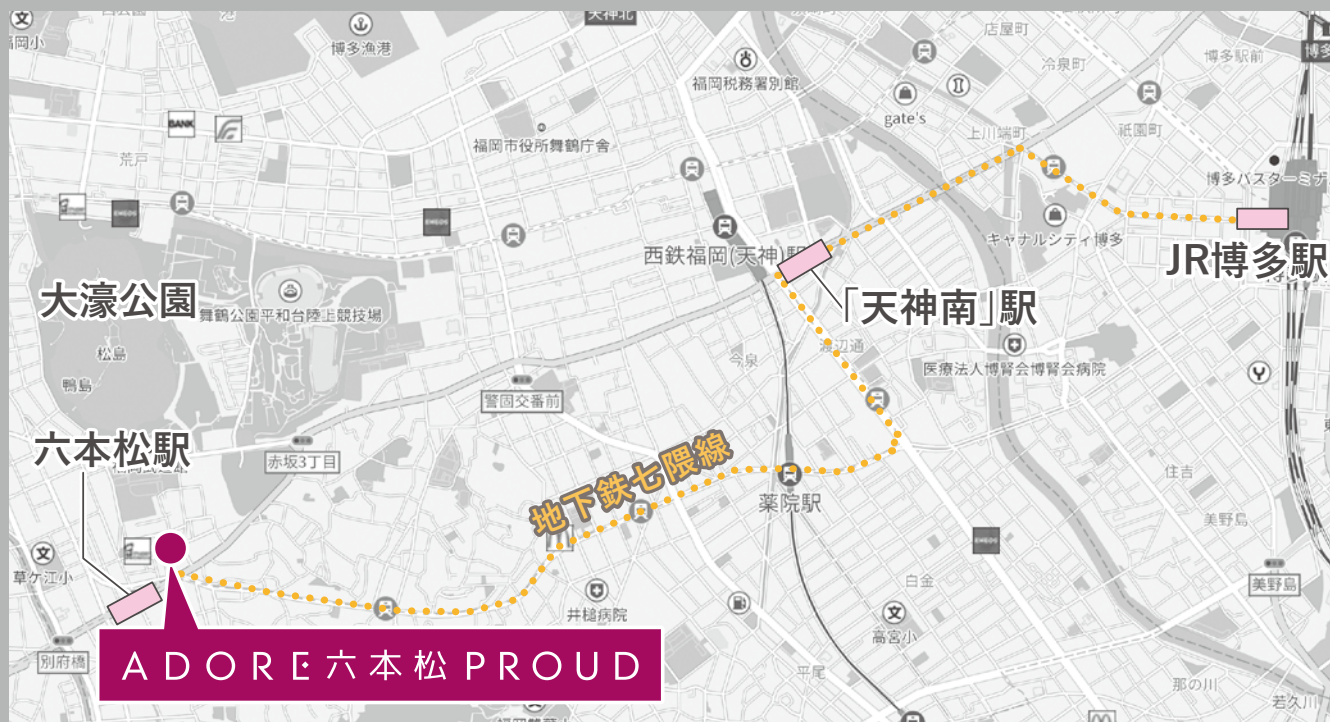 天神北
店屋町
博多漁港
博多駅前
冷泉町
福岡税務署別館
gate's
BANK
上川端町
祇園町
荒戸
福岡市役所舞鶴庁舎
博多バスターミナ
ENEOS
ENEOS
キャナルシティ博多
西鉄福岡(天神)駅
JR博多駅
大濠公園
舞鶴公園平和台陸上競技場
「天神南」駅
渡辺通
松島
今泉
医療法人博腎会博腎会病院
鴨島
警固交番前
六本松駅
赤坂3丁目
地下鉄七隈線
住吉
薬院駅
美野島
ENEOS
草ケ江小
白金
美野島
井槌病院
高宮小
別府橋
ADORE 六本松 PROUD
平尾
那の川
若久川